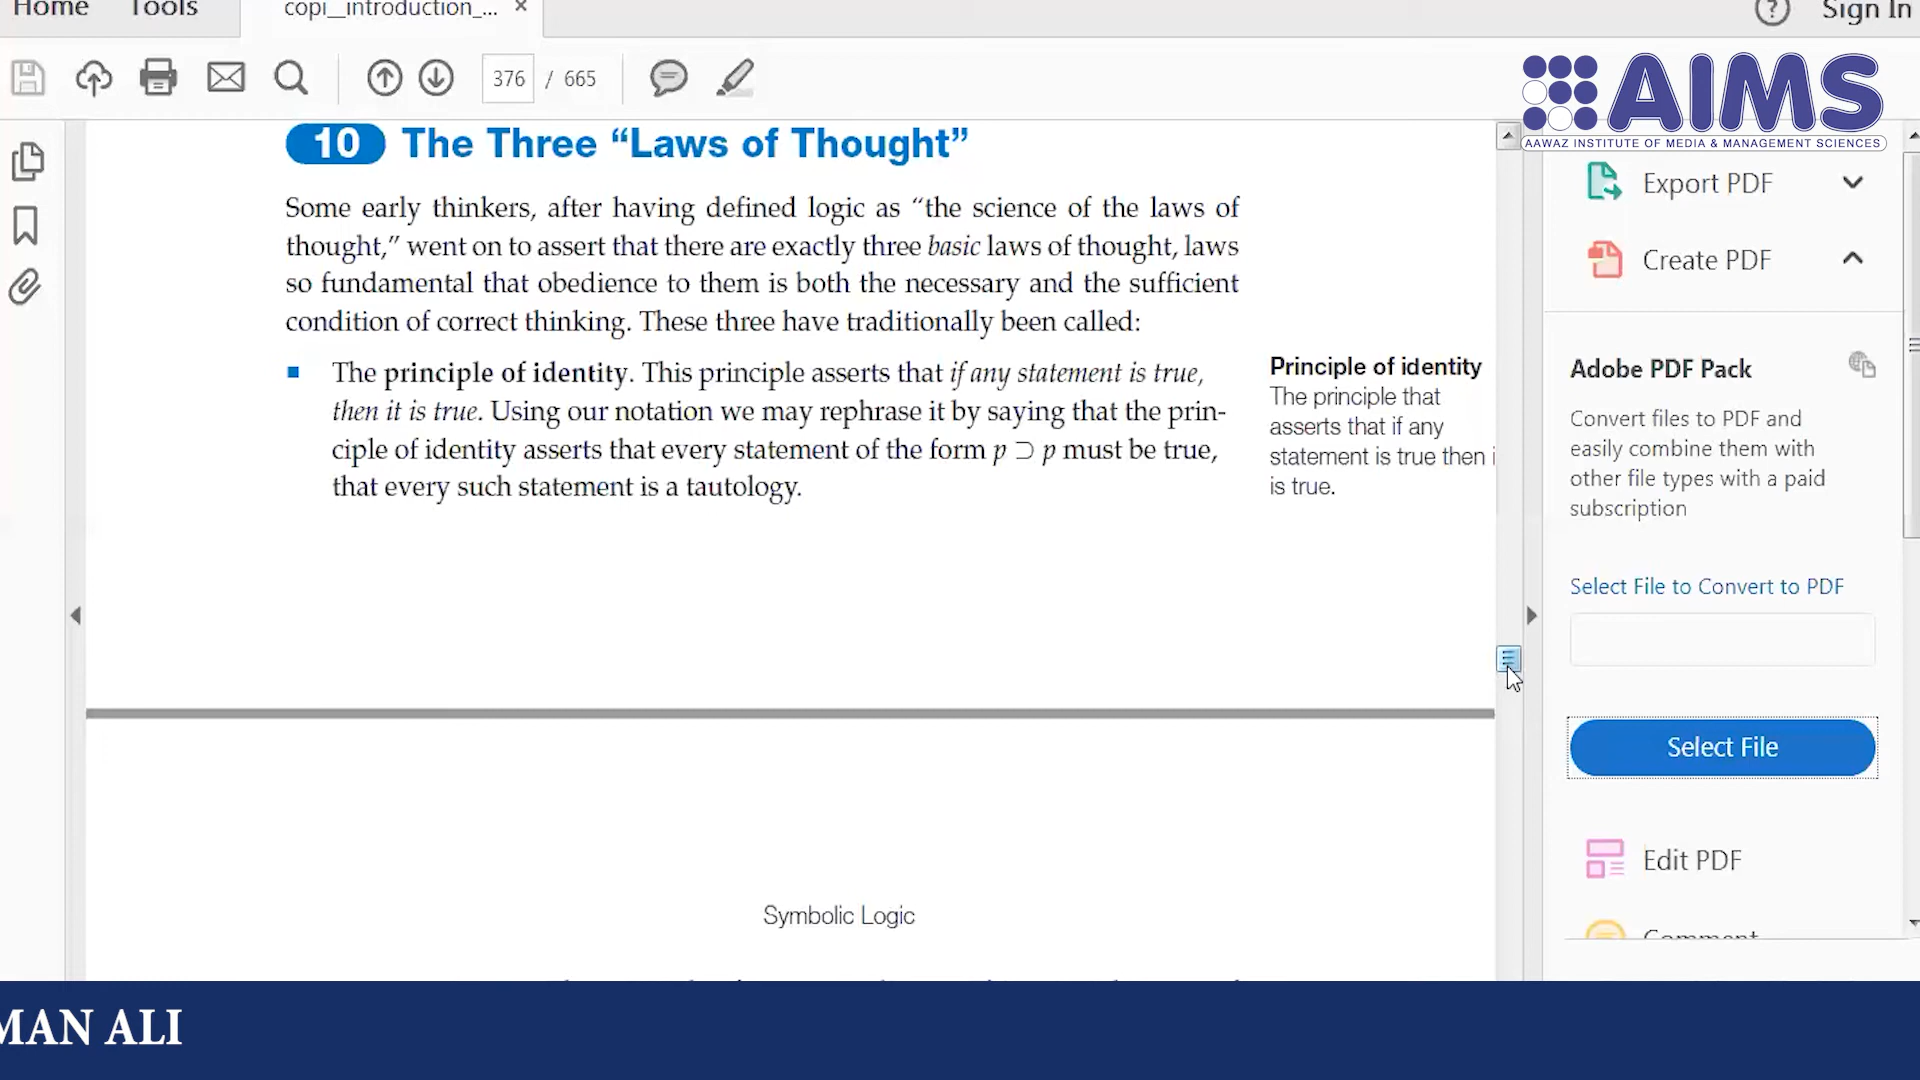 Home Tools copi__introduction_... × ? Sign In
376 / 665
AIMS
AAWAZ INSTITUTE OF MEDIA & MANAGEMENT SCIENCES
10 The Three “Laws of Thought”
Some early thinkers, after having defined logic as “the science of the laws of
thought,” went on to assert that there are exactly three basic laws of thought, laws
so fundamental that obedience to them is both the necessary and the sufficient
condition of correct thinking. These three have traditionally been called:
■ The principle of identity. This principle asserts that if any statement is true,
then it is true. Using our notation we may rephrase it by saying that the prin-
ciple of identity asserts that every statement of the form p ⊃ p must be true,
that every such statement is a tautology.
Principle of identity
The principle that
asserts that if any
statement is true then i
is true.
Symbolic Logic
Export PDF
Create PDF
Adobe PDF Pack
Convert files to PDF and
easily combine them with
other file types with a paid
subscription
Select File to Convert to PDF
Select File
Edit PDF
Comment
MAN ALI